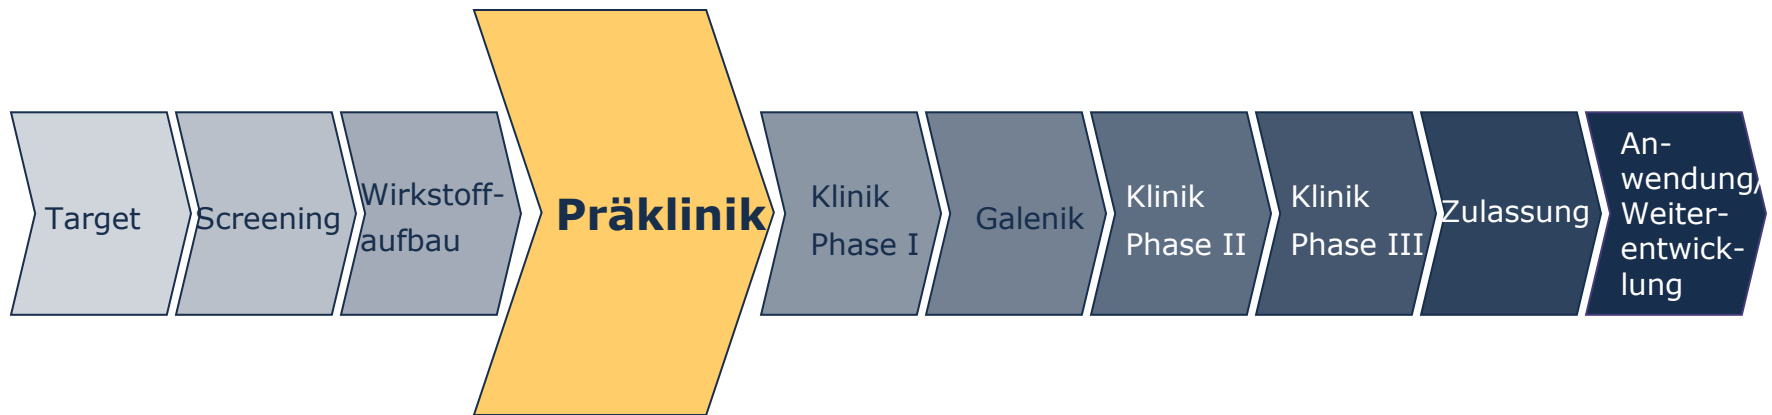 Target
Screening
Wirkstoff-
aufbau
Präklinik
Klinik
Phase I
Galenik
Klinik
Phase II
Klinik
Phase III
Zulassung
An-
wendung/
Weiter-
entwick-
lung